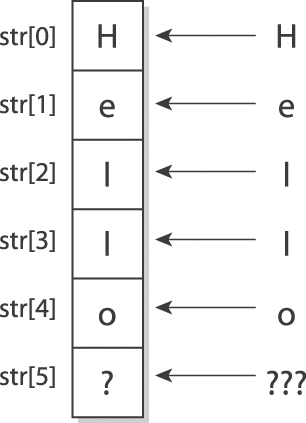 str[0] H H
str[1] e e
str[2] l l
str[3] l l
str[4] o o
str[5] ? ???